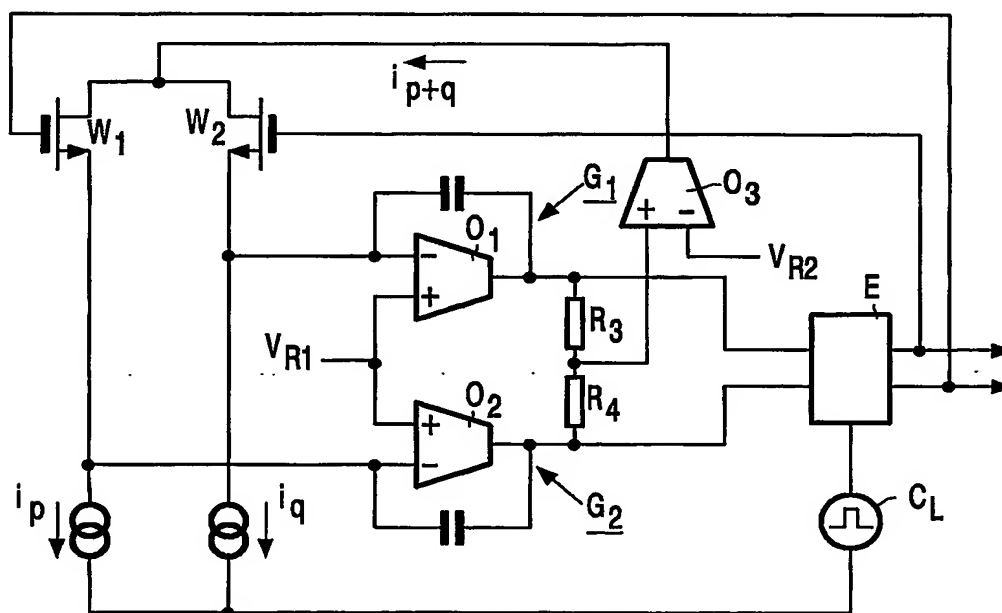 i p+q
W1
W2
G1
O3
+ −
O1
−
+
VR2
E
R3
VR1
R4
O2
+
−
ip
iq
G2
CL